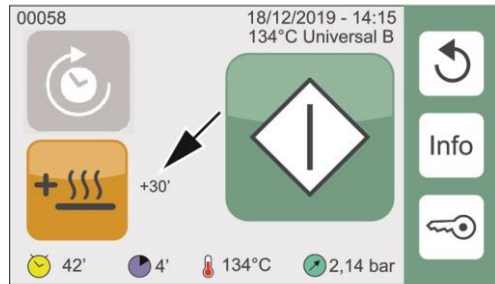 00058
18/12/2019 - 14:15
134°C Universal B
+30'
Info
42'
4'
134°C
2,14 bar